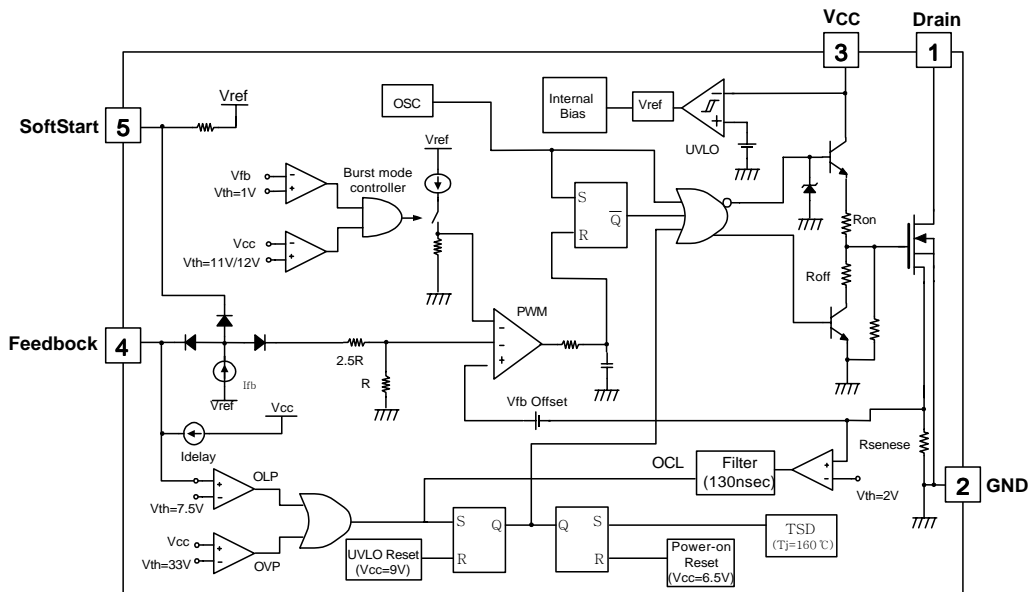 VCC Drain
3 1
SoftStart 5
Vref
OSC
Internal
Bias
Vref
UVLO
Vfb
Vth=1V
Burst mode
controller
Vref
Vcc
Vth=11V/12V
S
R
Q
Ron
Roff
Feedbock 4
PWM
2.5R
R
Ifb
Vref
Vcc
Idelay
Vfb Offset
Rsenese
OCL
Filter
(130nsec)
Vth=2V
2 GND
OLP
Vth=7.5V
Vcc
Vth=33V
OVP
UVLO Reset
(Vcc=9V)
S
R
Q
Q
S
R
TSD
(Tj=160℃)
Power-on
Reset
(Vcc=6.5V)